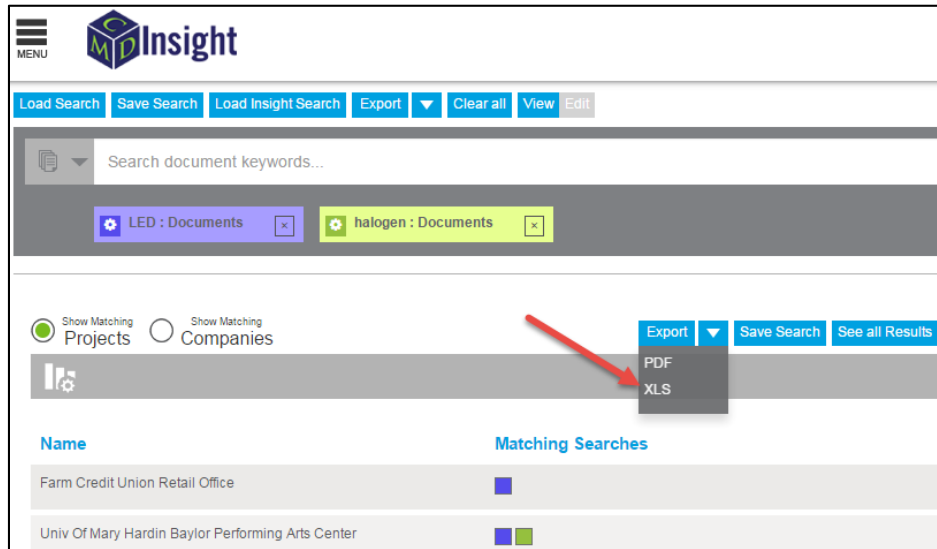 CMD Insight
MENU
Load Search Save Search Load Insight Search Export Clear all View Edit
Search document keywords...
LED : Documents × halogen : Documents ×
Show Matching Show Matching
Projects Companies Export Save Search See all Results
PDF
XLS
Name Matching Searches
Farm Credit Union Retail Office
Univ Of Mary Hardin Baylor Performing Arts Center